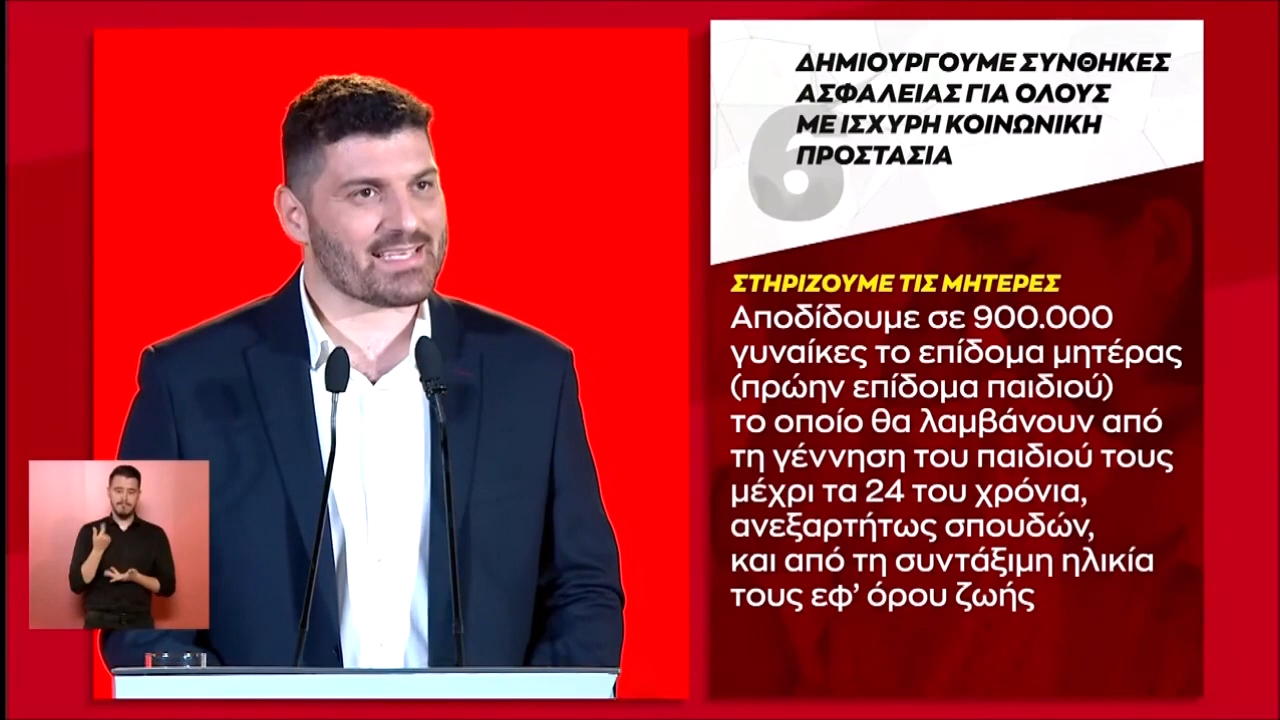 6
ΔΗΜΙΟΥΡΓΟΥΜΕ ΣΥΝΘΗΚΕΣ
ΑΣΦΑΛΕΙΑΣ ΓΙΑ ΟΛΟΥΣ
ΜΕ ΙΣΧΥΡΗ ΚΟΙΝΩΝΙΚΗ
ΠΡΟΣΤΑΣΙΑ
ΣΤΗΡΙΖΟΥΜΕ ΤΙΣ ΜΗΤΕΡΕΣ
Αποδίδουμε σε 900.000
γυναίκες το επίδομα μητέρας
(πρώην επίδομα παιδιού)
το οποίο θα λαμβάνουν από
τη γέννηση του παιδιού τους
μέχρι τα 24 του χρόνια,
ανεξαρτήτως σπουδών,
και από τη συντάξιμη ηλικία
τους εφ’ όρου ζωής